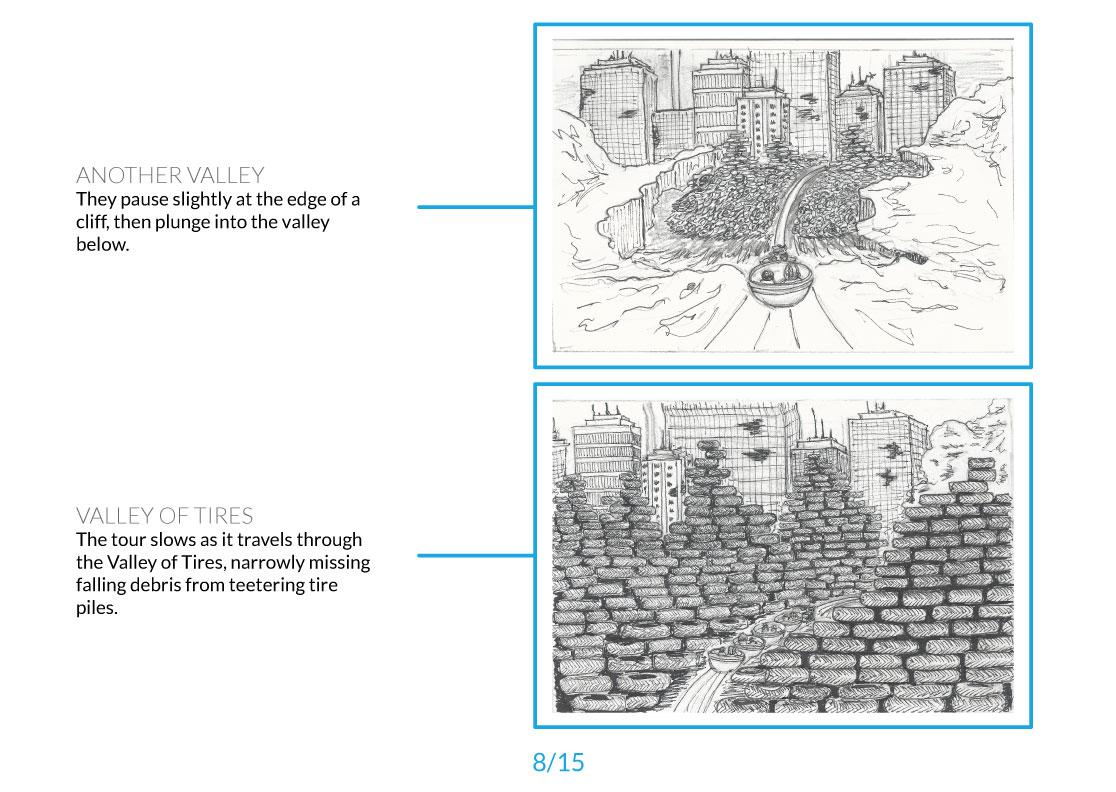 ANOTHER VALLEY
They pause slightly at the edge of a
cliff, then plunge into the valley
below.
VALLEY OF TIRES
The tour slows as it travels through
the Valley of Tires, narrowly missing
falling debris from teetering tire
piles.
8/15